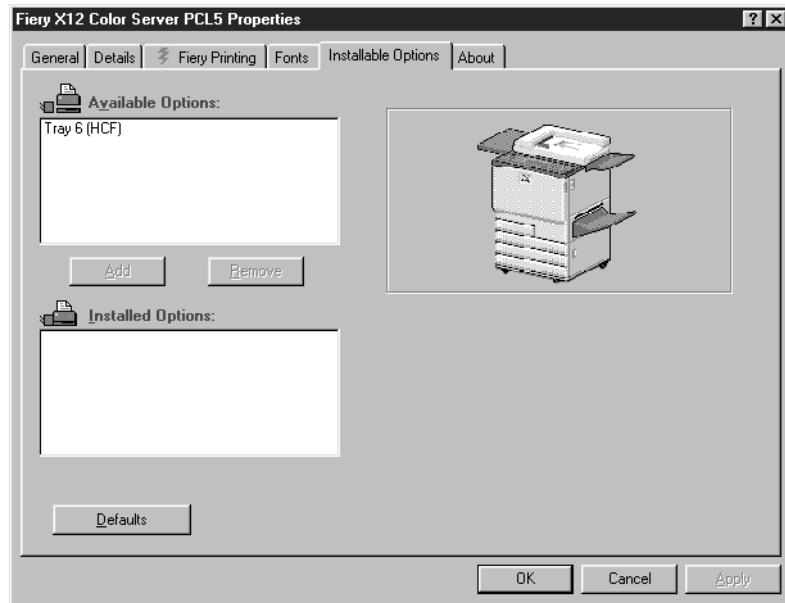 Fiery X12 Color Server PCL5 Properties
General Details Fiery Printing Fonts Installable Options About
Available Options:
Tray 6 (HCF)
Add Remove
Installed Options:
Defaults
OK Cancel Apply